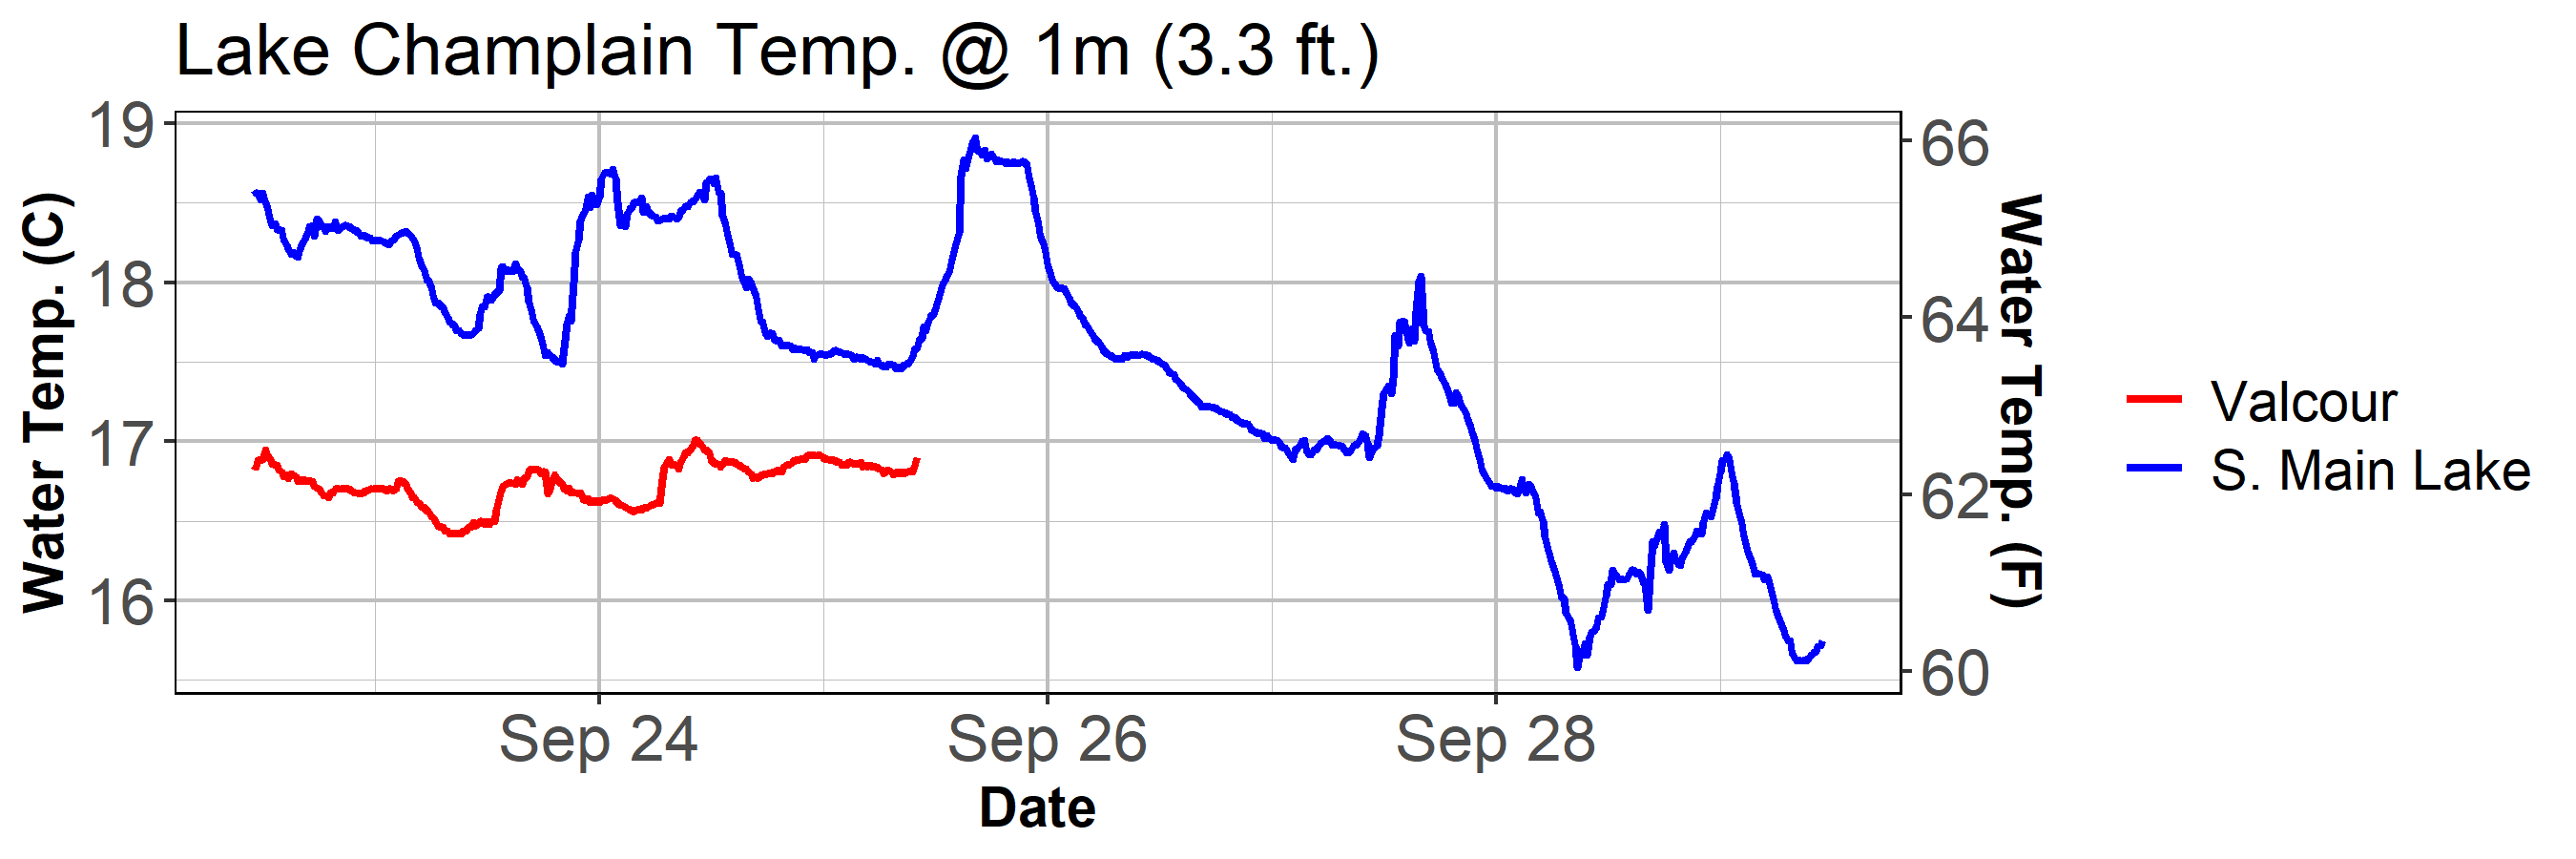 Lake Champlain Temp. @ 1m (3.3 ft.)
19
18
17
16
Water Temp. (C)
66
64
62
60
Water Temp. (F)
Sep 24
Sep 26
Sep 28
Date
Valcour
S. Main Lake